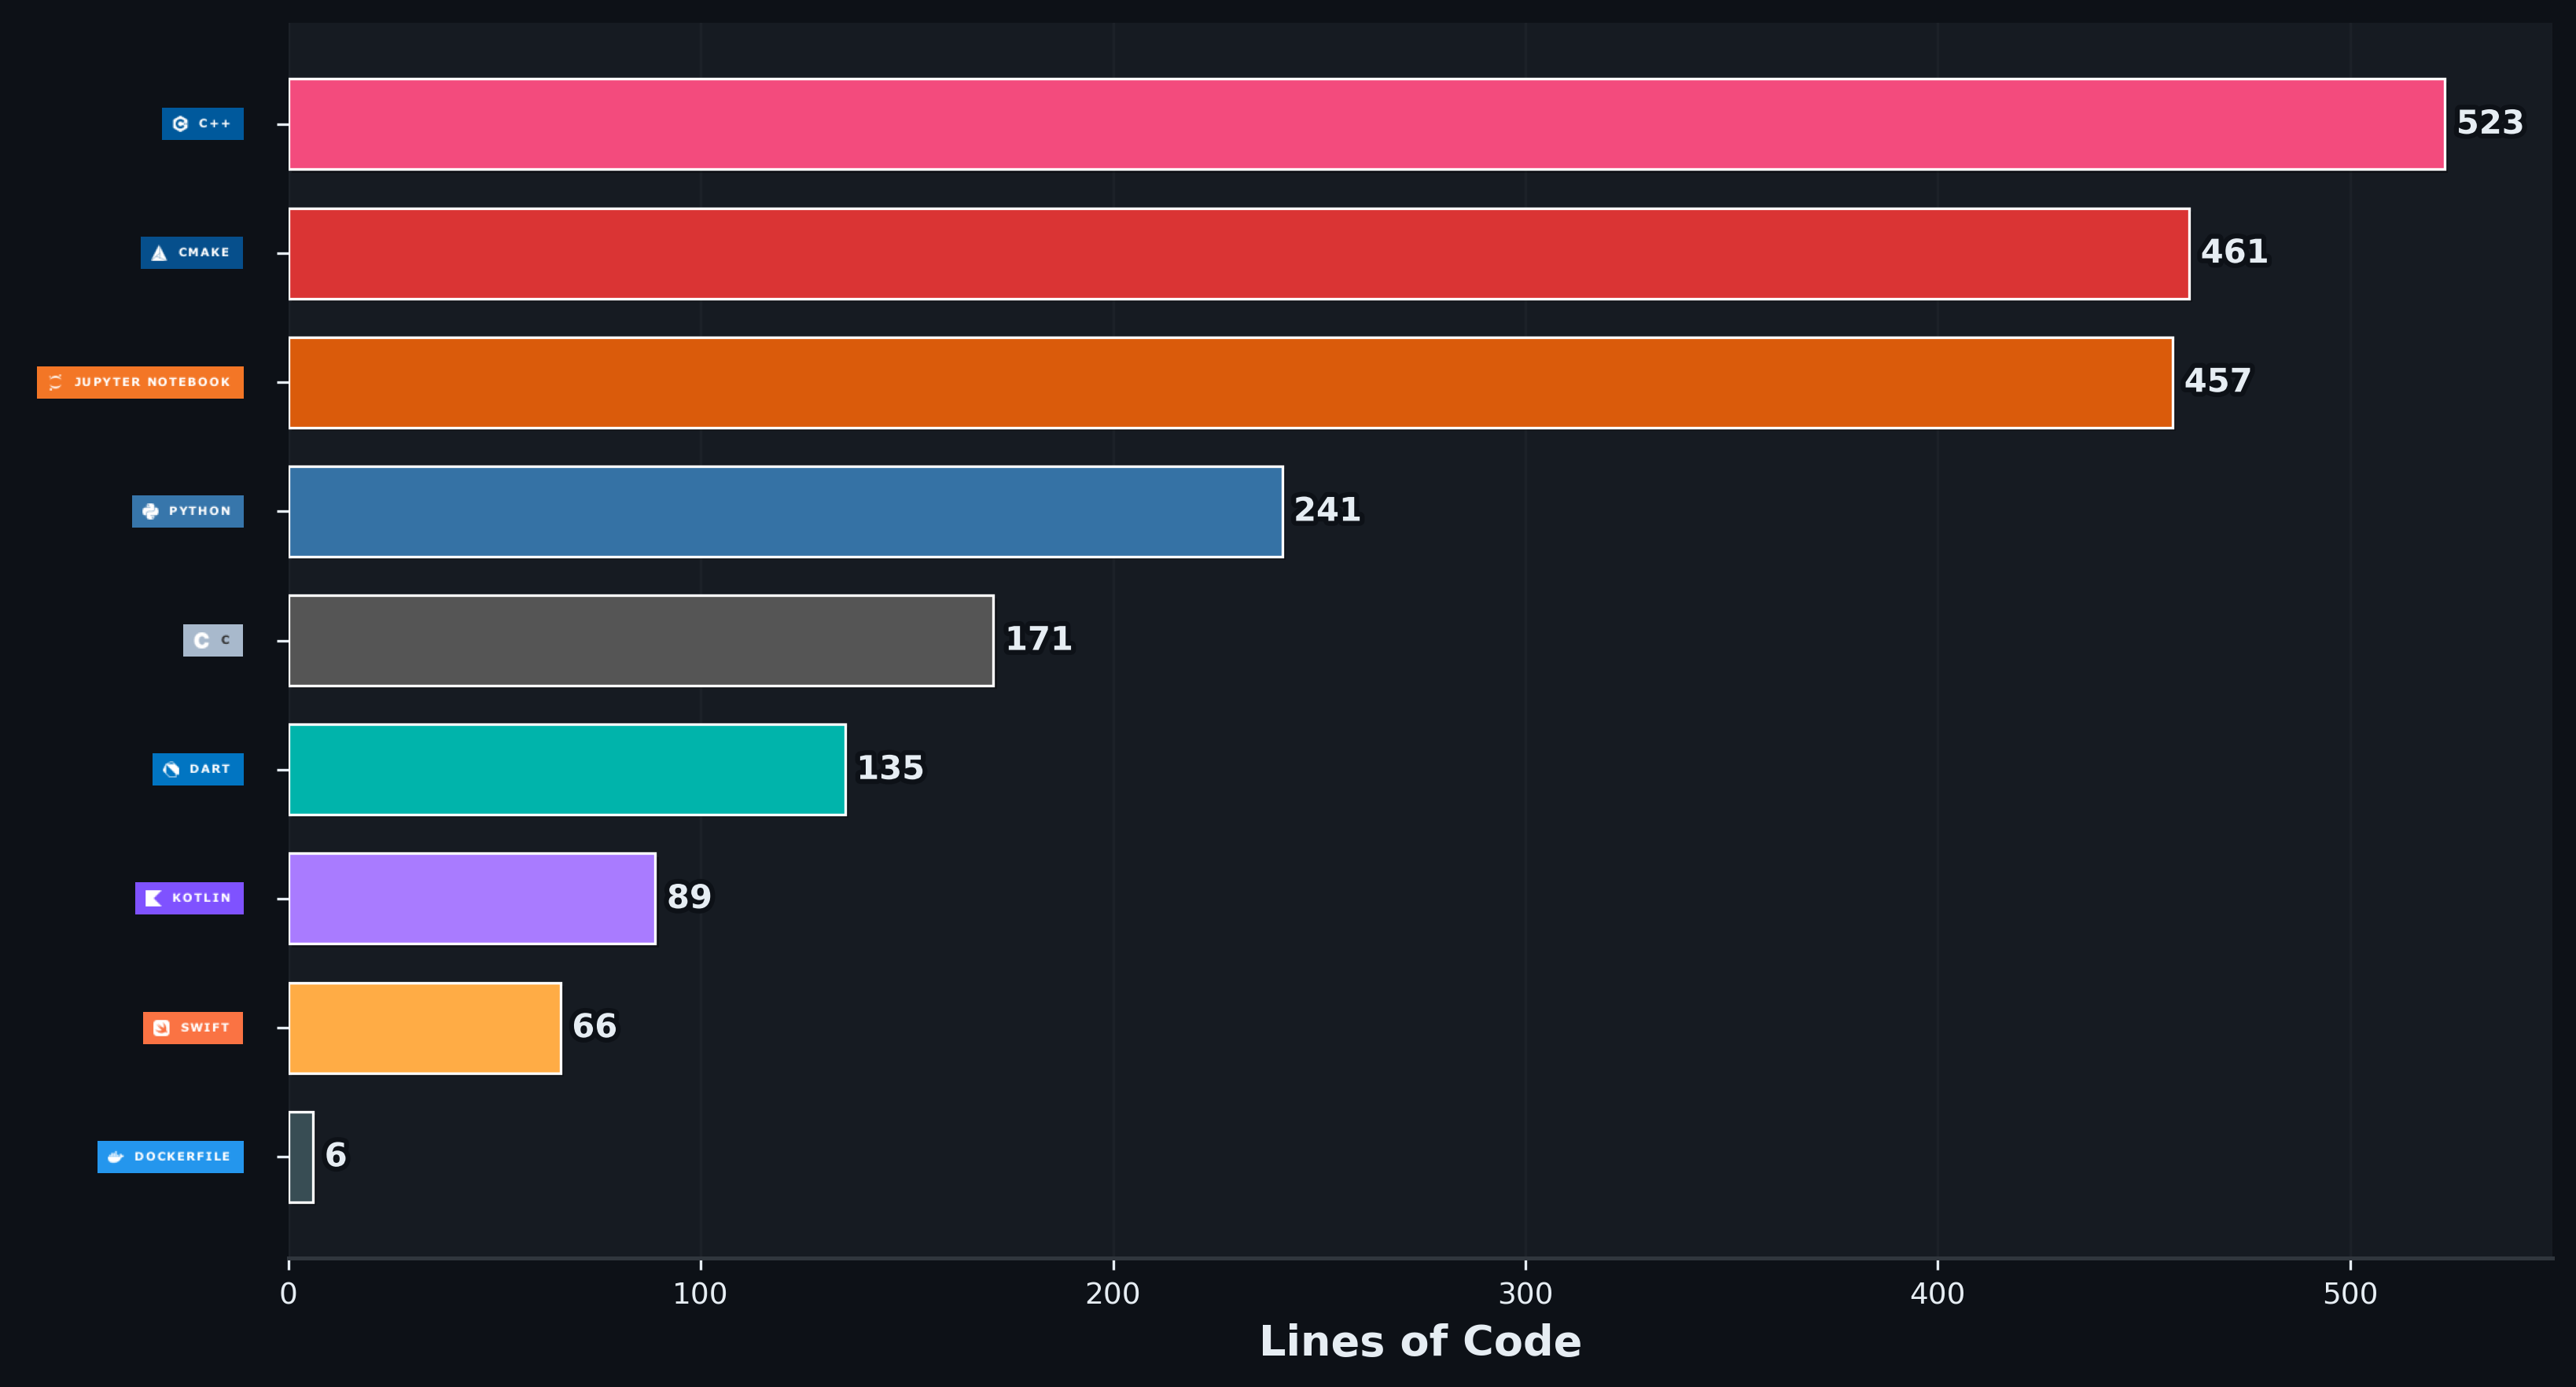 C++
523
CMAKE
461
JUPYTER NOTEBOOK
457
PYTHON
241
C C
171
DART
135
KOTLIN
89
SWIFT
66
DOCKERFILE
6
0 100 200 300 400 500
Lines of Code